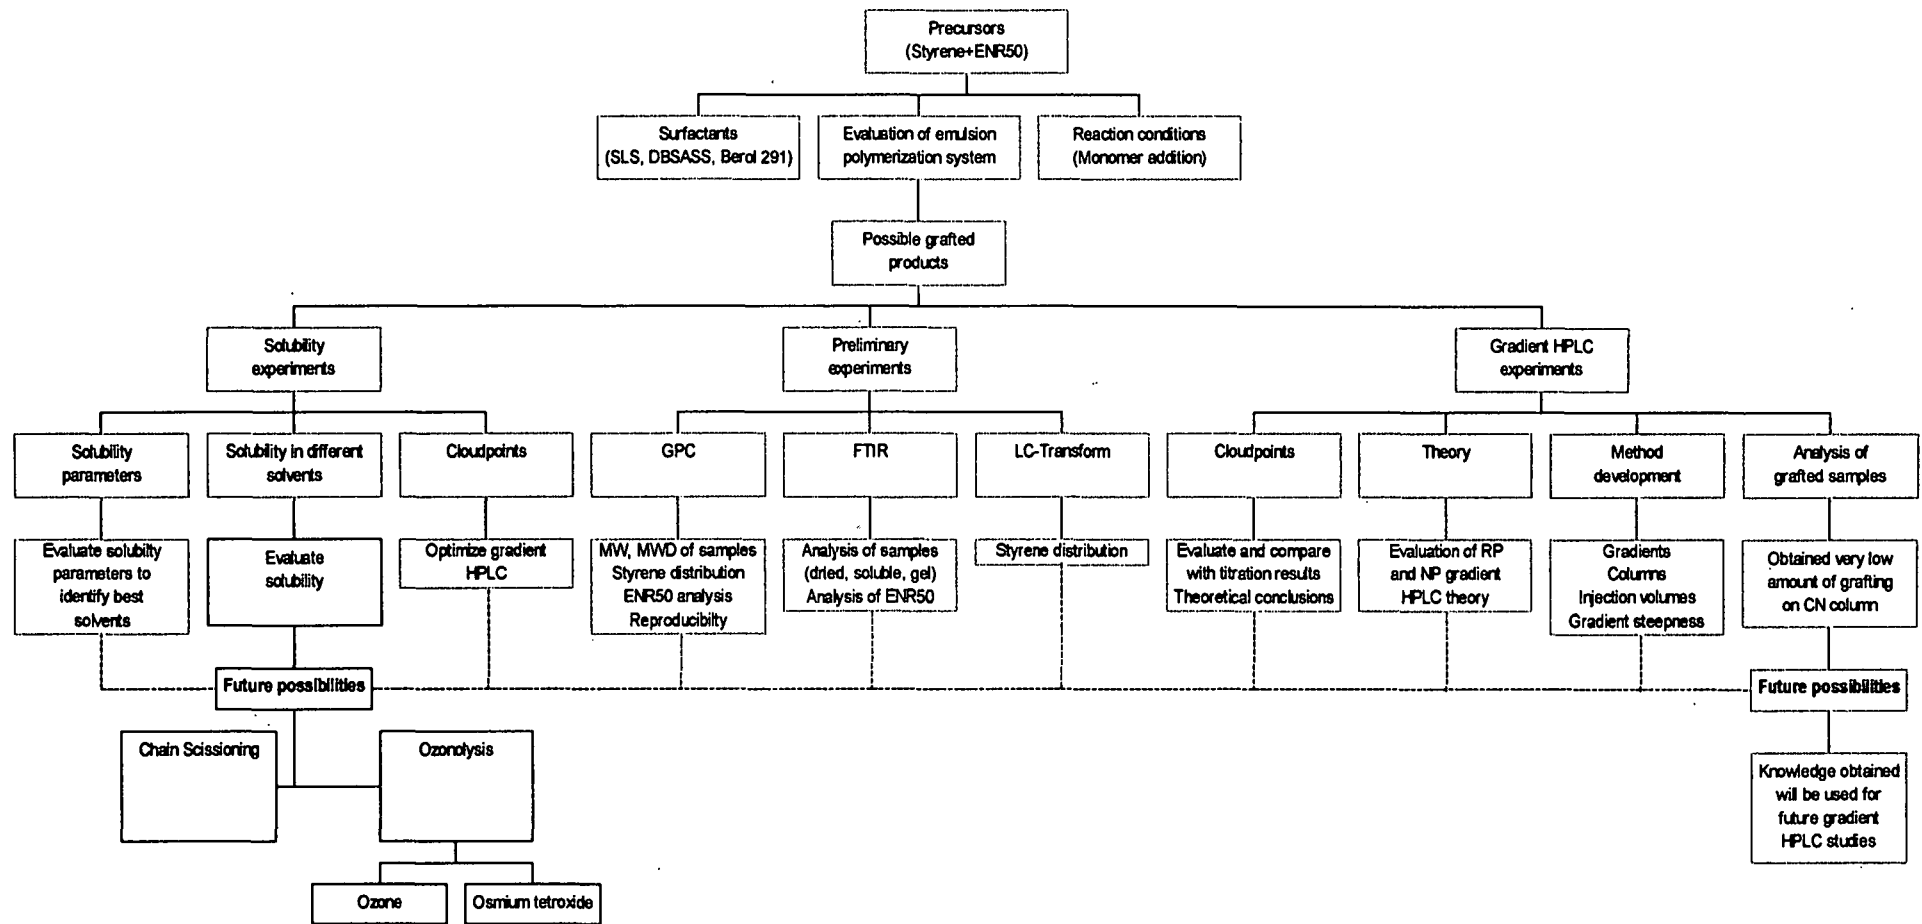 Precursors
(Styrene+ENR50)
Surfactants
(SLS, DBSASS, Berol 291)
Evaluation of emulsion
polymerization system
Reaction conditions
(Monomer addition)
Possible grafted
products
Solubility
experiments
Preliminary
experiments
Gradient HPLC
experiments
Solubility
parameters
Solubility in different
solvents
Cloudpoints
GPC
FTIR
LC-Transform
Cloudpoints
Theory
Method
development
Analysis of
grafted samples
Evaluate solubilty
parameters to
identify best
solvents
Evaluate
solubility
Optimize gradient
HPLC
MW, MWD of samples
Styrene distribution
ENR50 analysis
Reproducibilty
Analysis of samples
(dried, soluble, gel)
Analysis of ENR50
Styrene distribution
Evaluate and compare
with titration results
Theoretical conclusions
Evaluation of RP
and NP gradient
HPLC theory
Gradients
Columns
Injection volumes
Gradient steepness
Obtained very low
amount of grafting
on CN column
Future possibilities
Future possibilities
Chain Scissioning
Ozonolysis
Knowledge obtained
will be used for
future gradient
HPLC studies
Ozone
Osmium tetroxide